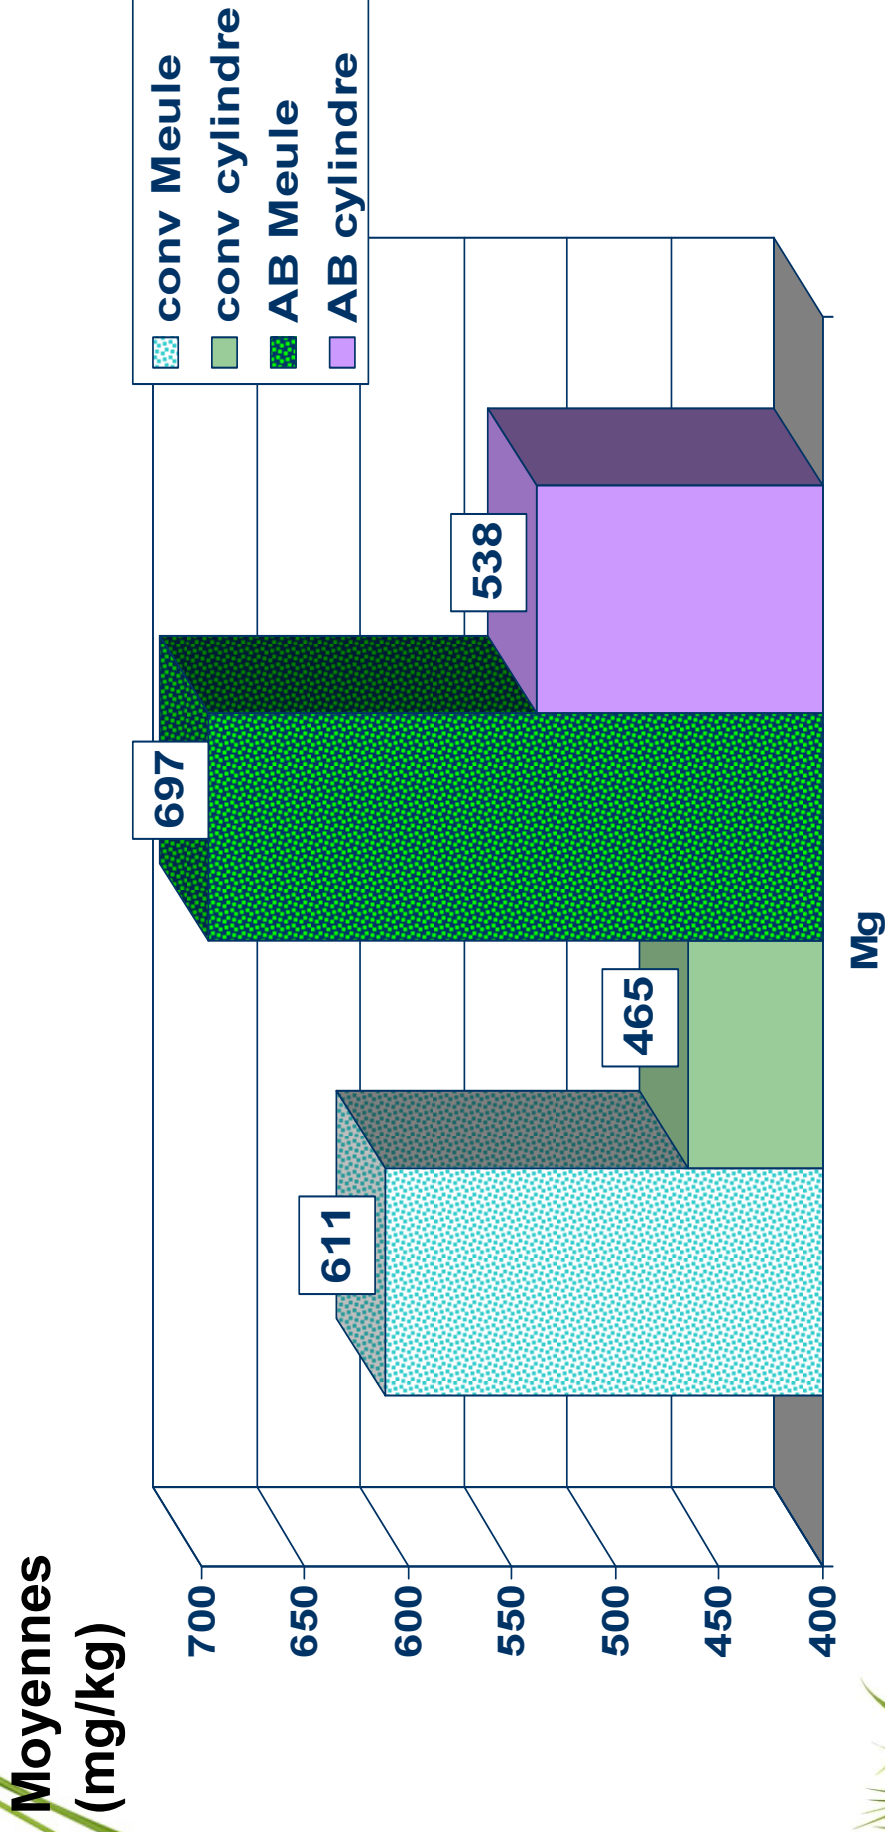 Moyennes
(mg/kg)
conv Meule
conv cylindre
AB Meule
AB cylindre
700
650
600
550
500
450
400
611
465
697
538
Mg